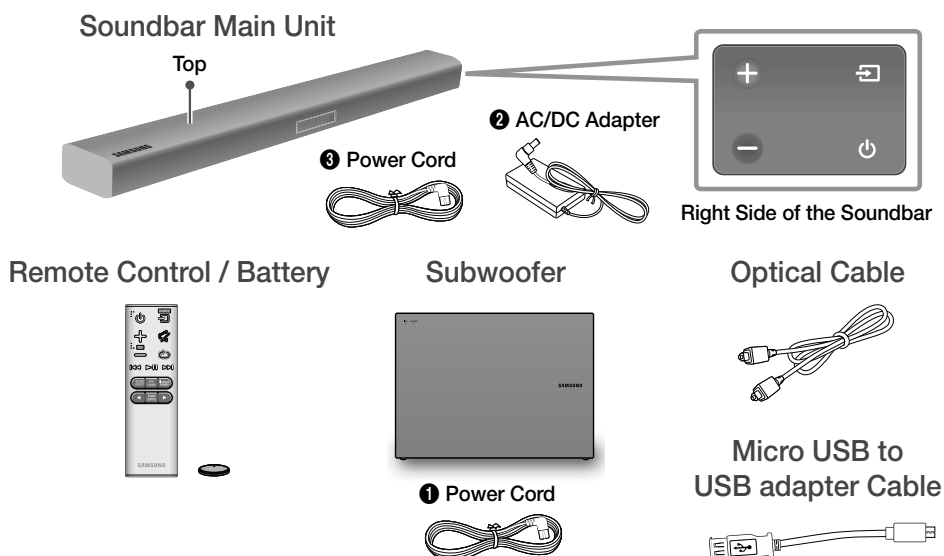 Soundbar Main Unit
Top
SAMSUNG
❸ Power Cord
❷ AC/DC Adapter
Right Side of the Soundbar
Remote Control / Battery
SAMSUNG
Subwoofer
SAMSUNG
❶ Power Cord
Optical Cable
Micro USB to
USB adapter Cable